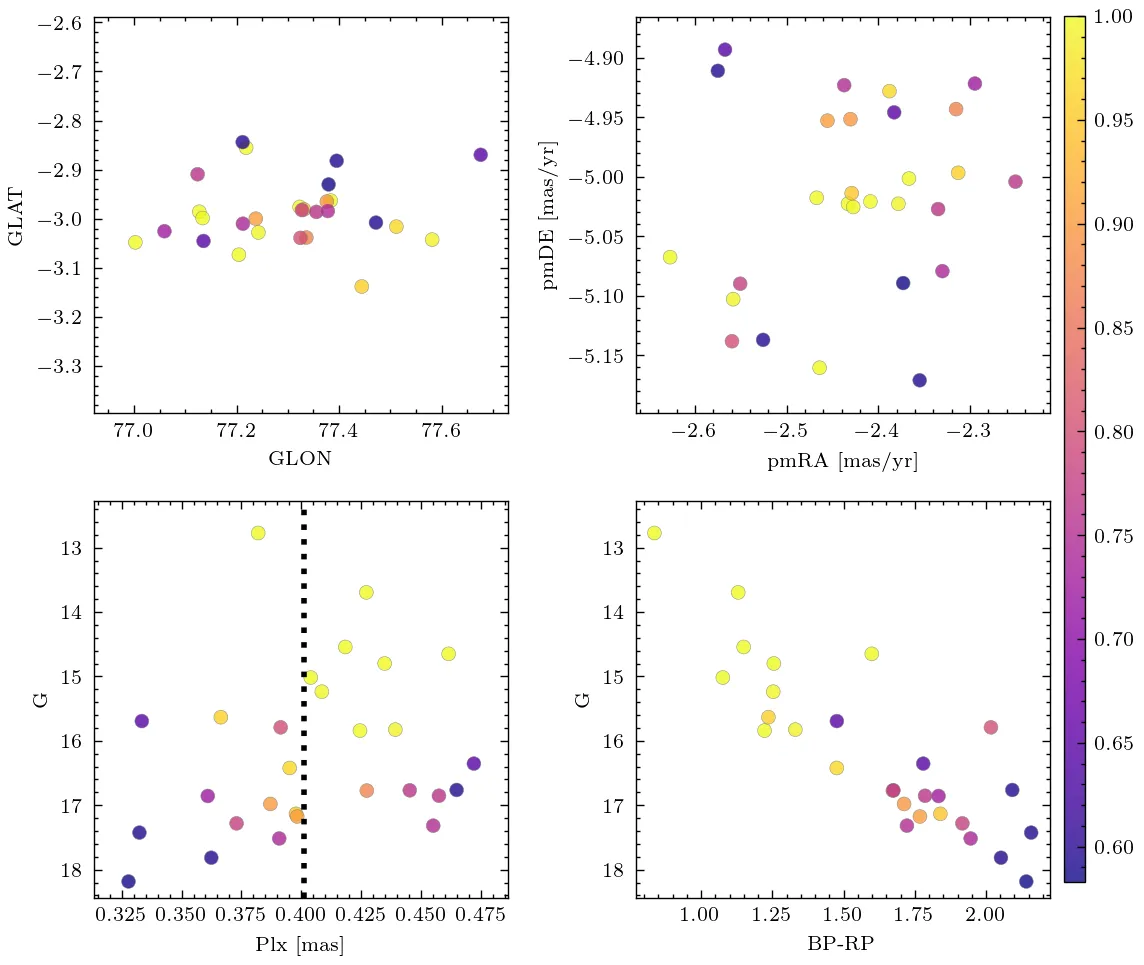 −2.6
−2.7
−2.8
−2.9
−3.0
−3.1
−3.2
−3.3
GLAT
77.0 77.2 77.4 77.6
GLON
−4.90
−4.95
−5.00
−5.05
−5.10
−5.15
pmDE [mas/yr]
−2.6 −2.5 −2.4 −2.3
pmRA [mas/yr]
13
14
15
16
17
18
G
0.325 0.350 0.375 0.400 0.425 0.450 0.475
Plx [mas]
13
14
15
16
17
18
G
1.00 1.25 1.50 1.75 2.00
BP-RP
1.00
0.95
0.90
0.85
0.80
0.75
0.70
0.65
0.60